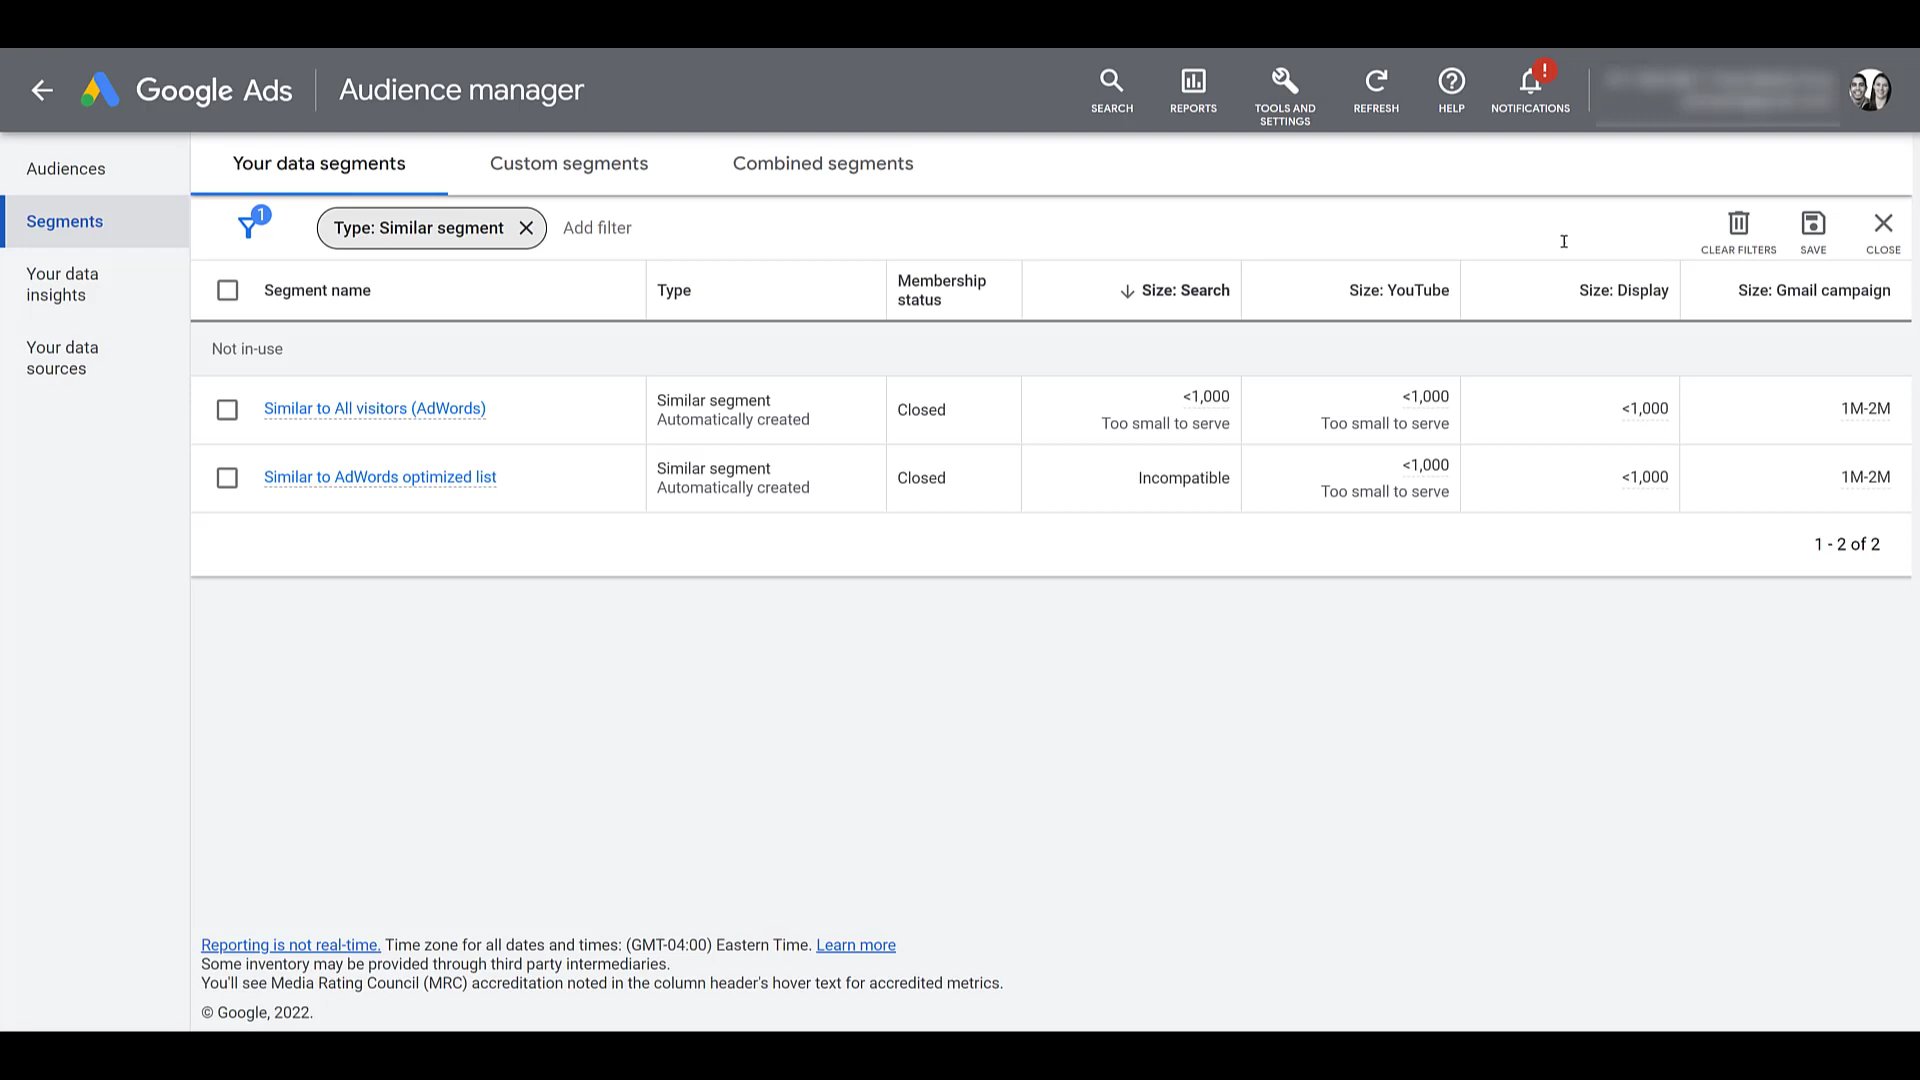 Google Ads
Audience manager
SEARCH
REPORTS
TOOLS AND
SETTINGS
REFRESH
HELP
!
NOTIFICATIONS
Audiences
Segments
Your data
insights
Your data
sources
Your data segments
Custom segments
Combined segments
1
Type: Similar segment
Add filter
CLEAR FILTERS
SAVE
CLOSE
Segment name
Type
Membership
status
Size: Search
Size: YouTube
Size: Display
Size: Gmail campaign
Not in-use
Similar to All visitors (AdWords)
Similar segment
Automatically created
Closed
<1,000
Too small to serve
<1,000
Too small to serve
<1,000
1M-2M
Similar to AdWords optimized list
Similar segment
Automatically created
Closed
Incompatible
<1,000
Too small to serve
<1,000
1M-2M
1 - 2 of 2
Reporting is not real-time. Time zone for all dates and times: (GMT-04:00) Eastern Time. Learn more
Some inventory may be provided through third party intermediaries.
You'll see Media Rating Council (MRC) accreditation noted in the column header's hover text for accredited metrics.
© Google, 2022.